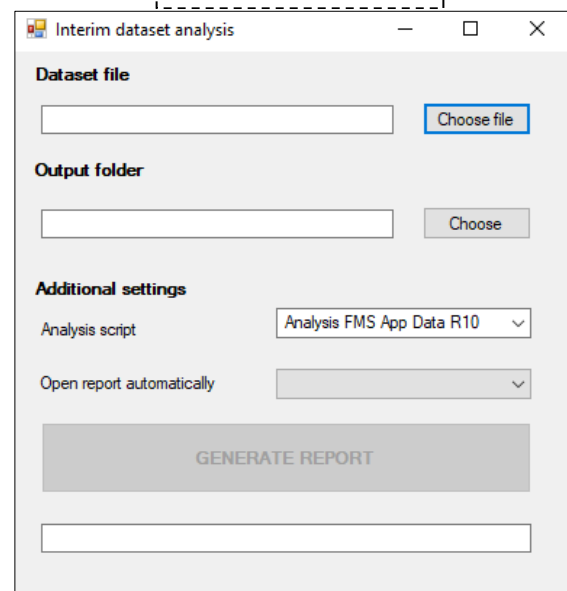 Interim dataset analysis
Dataset file
Choose file
Output folder
Choose
Additional settings
Analysis script
Analysis FMS App Data R10
Open report automatically
GENERATE REPORT